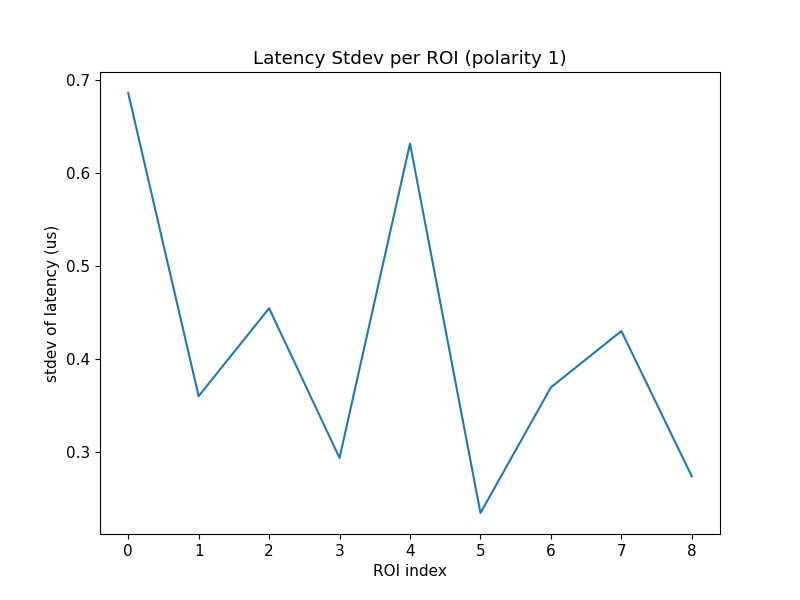 Latency Stdev per ROI (polarity 1)
0.7
0.6
0.5
0.4
0.3
stdev of latency (us)
0 1 2 3 4 5 6 7 8
ROI index